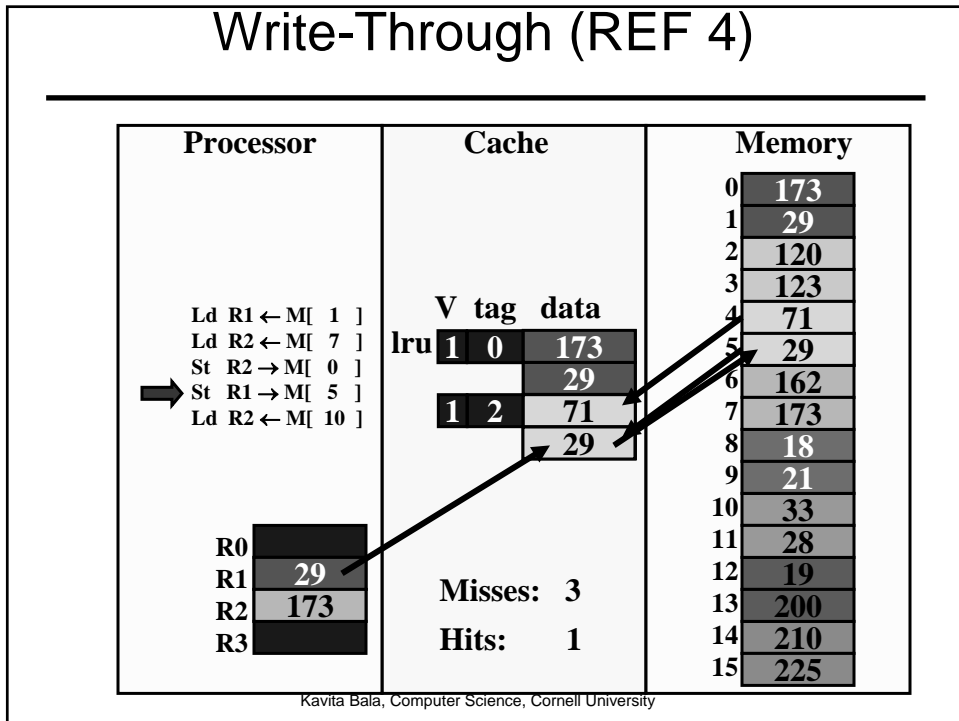 Write-Through (REF 4)
Processor
Cache
Memory
Ld R1 ← M[ 1 ]
Ld R2 ← M[ 7 ]
St R2 → M[ 0 ]
St R1 → M[ 5 ]
Ld R2 ← M[ 10 ]
R0
R1 29
R2 173
R3
V tag data
lru 1 0 173
29
1 2 71
29
Misses: 3
Hits: 1
0 173
1 29
2 120
3 123
4 71
5 29
6 162
7 173
8 18
9 21
10 33
11 28
12 19
13 200
14 210
15 225
Kavita Bala, Computer Science, Cornell University